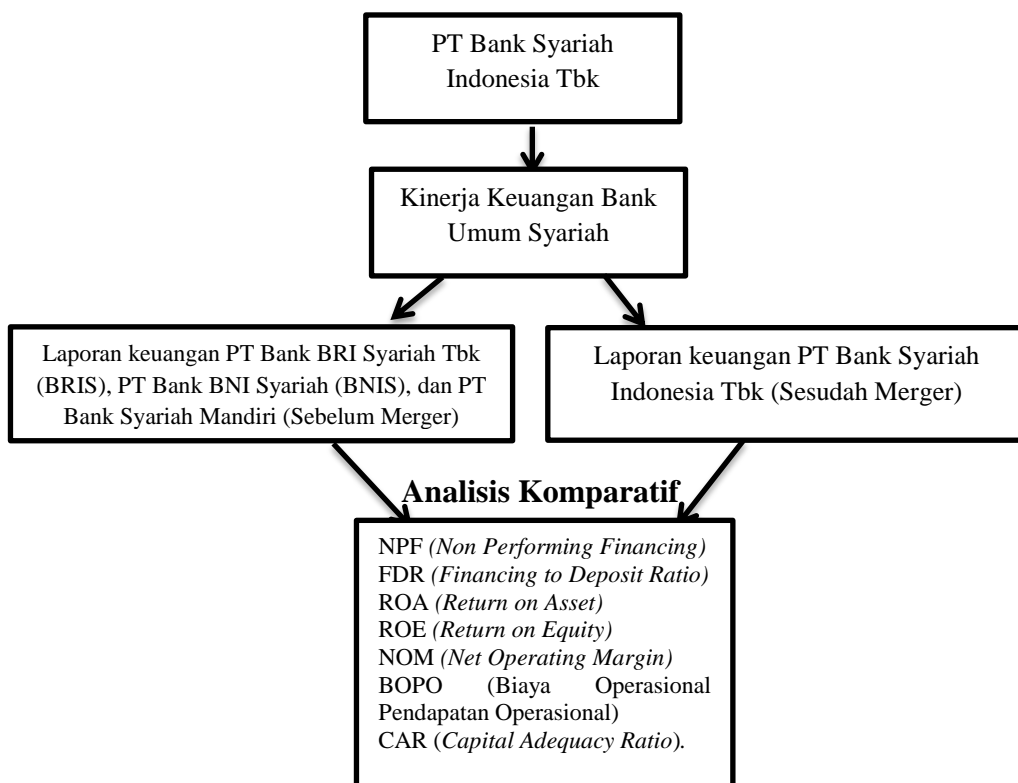 PT Bank Syariah
Indonesia Tbk
Kinerja Keuangan Bank
Umum Syariah
Laporan keuangan PT Bank BRI Syariah Tbk
(BRIS), PT Bank BNI Syariah (BNIS), dan PT
Bank Syariah Mandiri (Sebelum Merger)
Laporan keuangan PT Bank Syariah
Indonesia Tbk (Sesudah Merger)
Analisis Komparatif
NPF (Non Performing Financing)
FDR (Financing to Deposit Ratio)
ROA (Return on Asset)
ROE (Return on Equity)
NOM (Net Operating Margin)
BOPO (Biaya Operasional
Pendapatan Operasional)
CAR (Capital Adequacy Ratio).